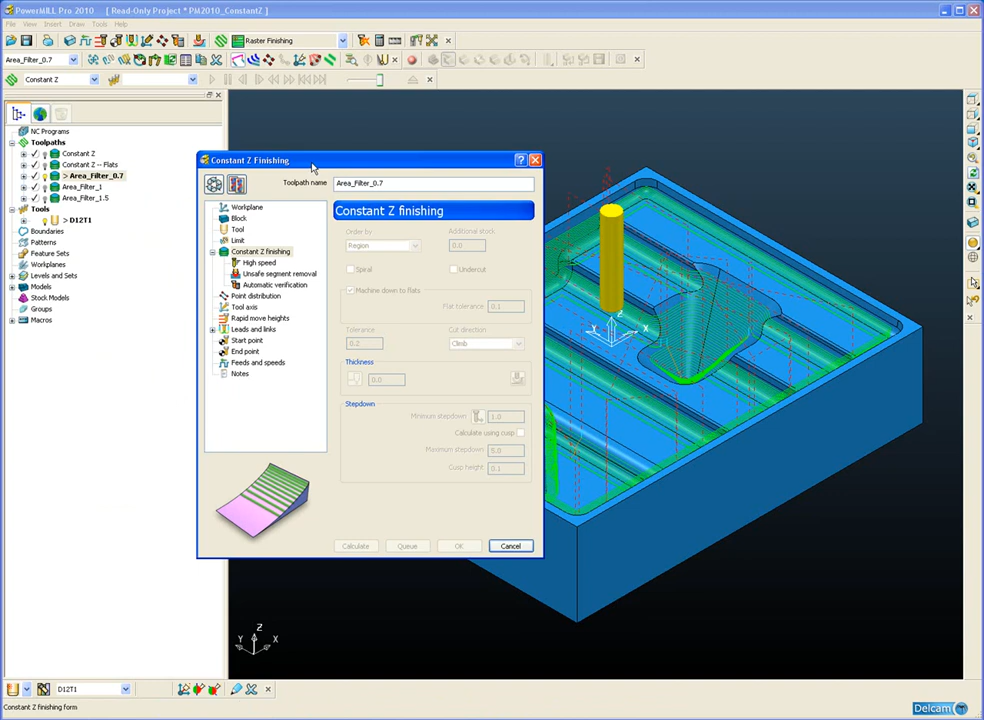 PowerMILL Pro 2010 [ Read-Only Project * PM2010_ConstantZ ]
File View Insert Draw Tools Help
Raster Finishing
Area_Filter_0.7
Constant Z
NC Programs
Toolpaths
Constant Z
Constant Z -- Flats
> Area_Filter_0.7
Area_Filter_1
Area_Filter_1.5
Tools
> D12T1
Boundaries
Patterns
Feature Sets
Workplanes
Levels and Sets
Models
Stock Models
Groups
Macros
Constant Z Finishing
Toolpath name Area_Filter_0.7
Workplane
Block
Tool
Limit
Constant Z finishing
High speed
Unsafe segment removal
Automatic verification
Point distribution
Tool axis
Rapid move heights
Leads and links
Start point
End point
Feeds and speeds
Notes
Constant Z finishing
Order by
Additional stock
Region
0.0
Spiral
Undercut
Machine down to flats
Flat tolerance 0.1
Tolerance
Cut direction
0.2
Climb
Thickness
0.0
Stepdown
Minimum stepdown 1.0
Calculate using cusp
Maximum stepdown 5.0
Cusp height 0.1
Calculate
Queue
OK
Cancel
Z
Y
X
Z
Y
X
D12T1
Constant Z finishing form
Delcam